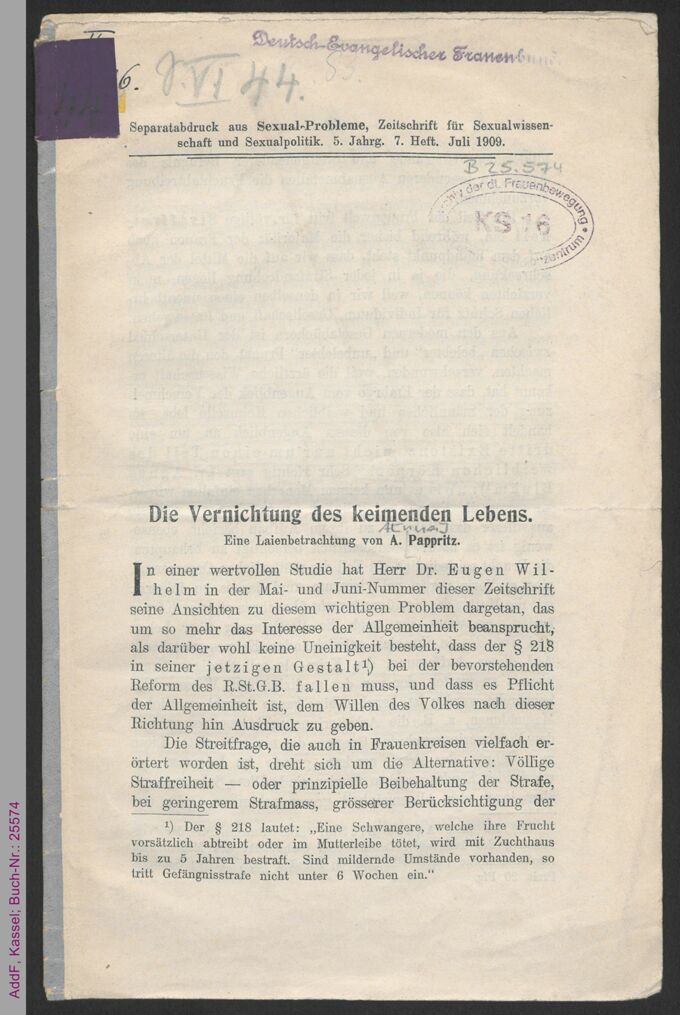 Deutsch-Evangelischer Frauenbund
VI 44.
Separatabdruck aus Sexual-Probleme, Zeitschrift für Sexualwissen-
schaft und Sexualpolitik. 5. Jahrg. 7. Heft. Juli 1909.
B 25.574
Archiv der dt. Frauenbewegung
KS 16
zentrum
Die Vernichtung des keimenden Lebens.
Eine Laienbetrachtung von A. Pappritz.
In einer wertvollen Studie hat Herr Dr. Eugen Wil-
helm in der Mai- und Juni-Nummer dieser Zeitschrift
seine Ansichten zu diesem wichtigen Problem dargetan, das
um so mehr das Interesse der Allgemeinheit beansprucht,
als darüber wohl keine Uneinigkeit besteht, dass der § 218
in seiner jetzigen Gestalt¹) bei der bevorstehenden
Reform des R.St.G.B. fallen muss, und dass es Pflicht
der Allgemeinheit ist, dem Willen des Volkes nach dieser
Richtung hin Ausdruck zu geben.
Die Streitfrage, die auch in Frauenkreisen vielfach er-
örtert worden ist, dreht sich um die Alternative: Völlige
Straffreiheit — oder prinzipielle Beibehaltung der Strafe,
bei geringerem Strafmass, grösserer Berücksichtigung der
¹) Der § 218 lautet: „Eine Schwangere, welche ihre Frucht
vorsätzlich abtreibt oder im Mutterleibe tötet, wird mit Zuchthaus
bis zu 5 Jahren bestraft. Sind mildernde Umstände vorhanden, so
tritt Gefängnisstrafe nicht unter 6 Wochen ein."
AddF, Kassel; Buch-Nr.: 25574